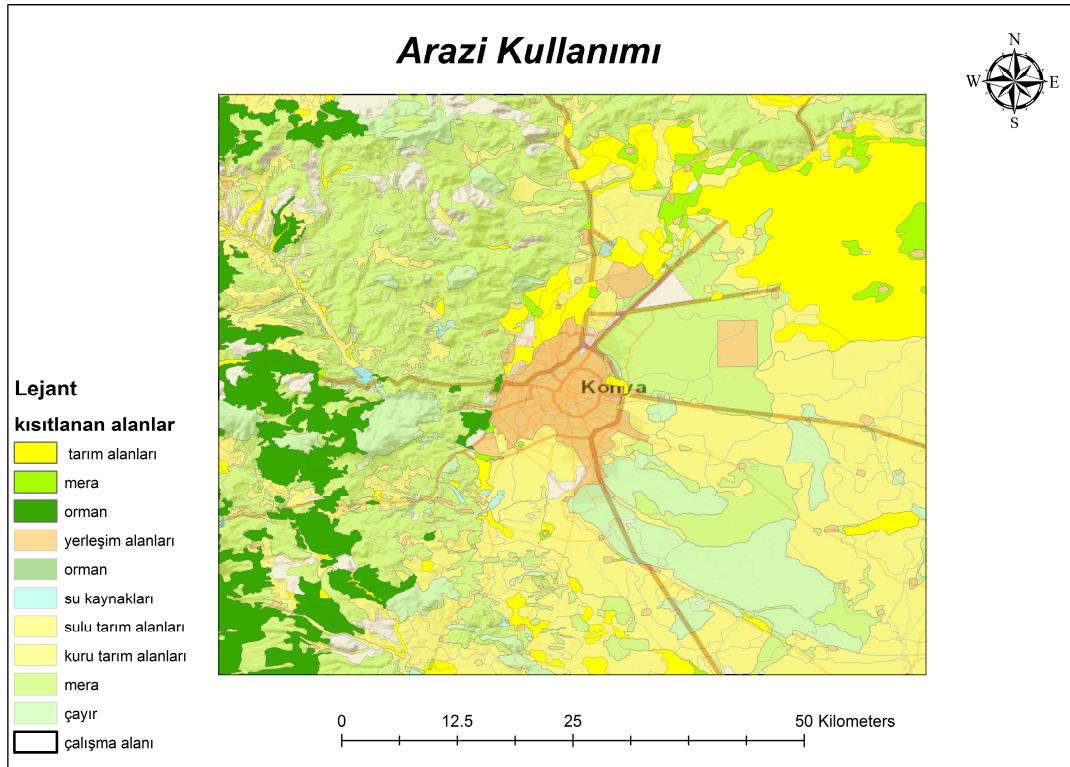 Arazi Kullanımı
N
W E
S
Konya
Lejant
kısıtlanan alanlar
tarım alanları
mera
orman
yerleşim alanları
orman
su kaynakları
sulu tarım alanları
kuru tarım alanları
mera
çayır
çalışma alanı
0 12.5 25 50 Kilometers